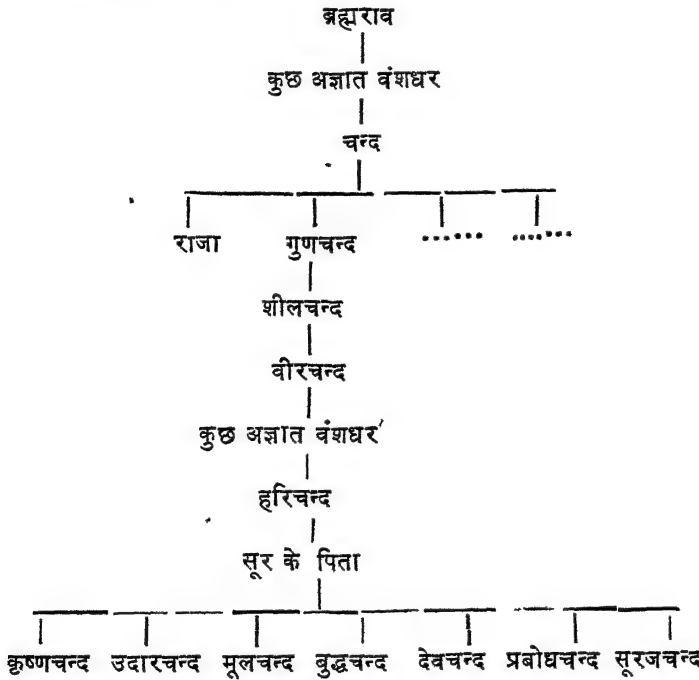 ब्रह्मराव
कुछ अज्ञात वंशधर
चन्द
राजा गुणचन्द ....... .......
शीलचन्द
वीरचन्द
कुछ अज्ञात वंशधर
हरिचन्द
सूर के पिता
कृष्णचन्द उदारचन्द मूलचन्द बुद्धचन्द देवचन्द प्रबोधचन्द सूरजचन्द